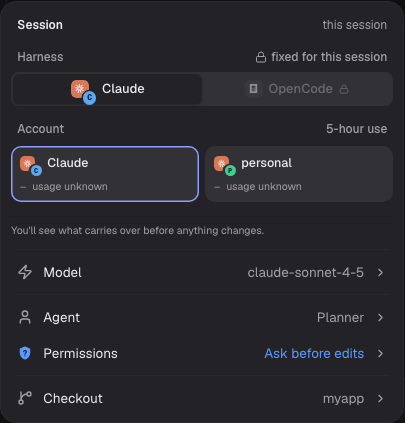 Session this session
Harness fixed for this session
C Claude OpenCode
Account 5-hour use
C Claude P personal
– usage unknown – usage unknown
You'll see what carries over before anything changes.
Model claude-sonnet-4-5
Agent Planner
? Permissions Ask before edits
Checkout myapp